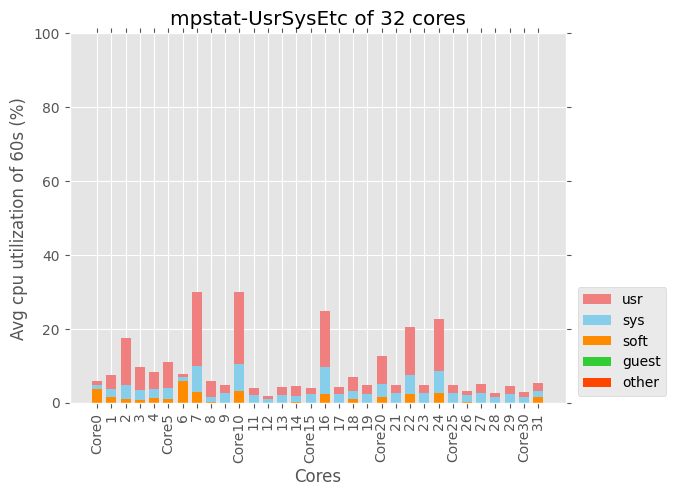 mpstat-UsrSysEtc of 32 cores
100
80
60
40
20
0
Avg cpu utilization of 60s (%)
Core0
1
2
3
4
Core5
6
7
8
9
Core10
11
12
13
14
Core15
16
17
18
19
Core20
21
22
23
24
Core25
26
27
28
29
Core30
31
Cores
usr
sys
soft
guest
other